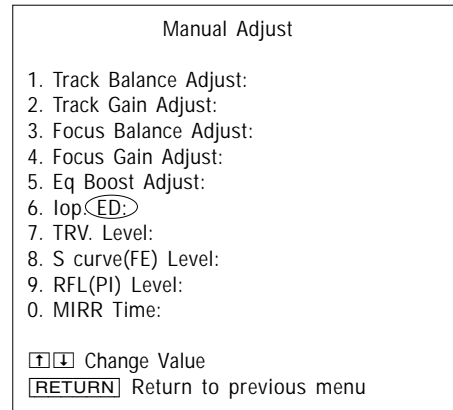 Manual Adjust
1. Track Balance Adjust:
2. Track Gain Adjust:
3. Focus Balance Adjust:
4. Focus Gain Adjust:
5. Eq Boost Adjust:
6. Iop.ED:
7. TRV. Level:
8. S curve(FE) Level:
9. RFL(PI) Level:
0. MIRR Time:
↑↓ Change Value
RETURN Return to previous menu